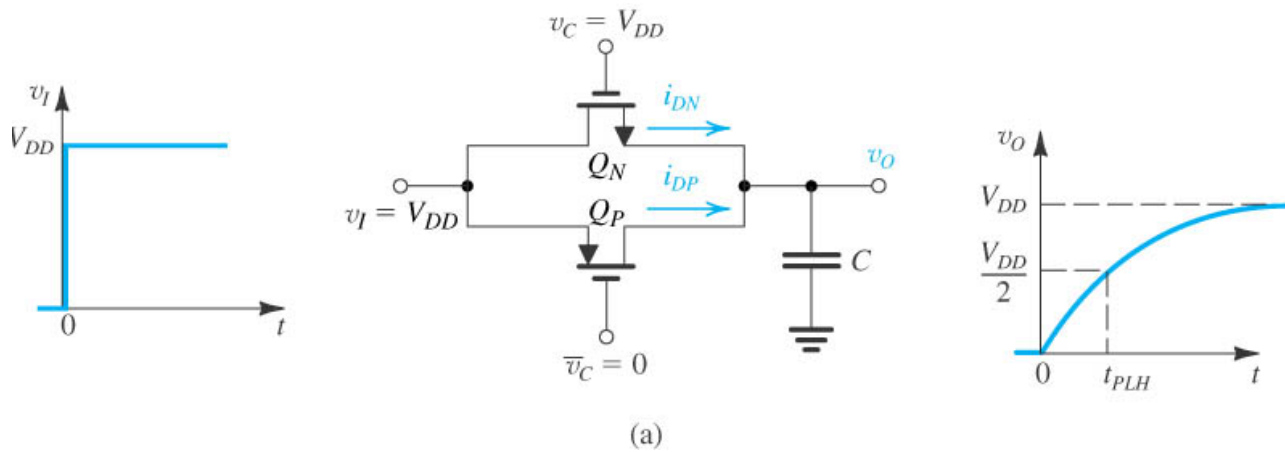 v_C = V_DD
v_I
V_DD
0
t
i_DN
Q_N
i_DP
Q_P
v_I = V_DD
v_O
C
v̅_C = 0
v_O
V_DD
V_DD
2
0
t_PLH
t
(a)